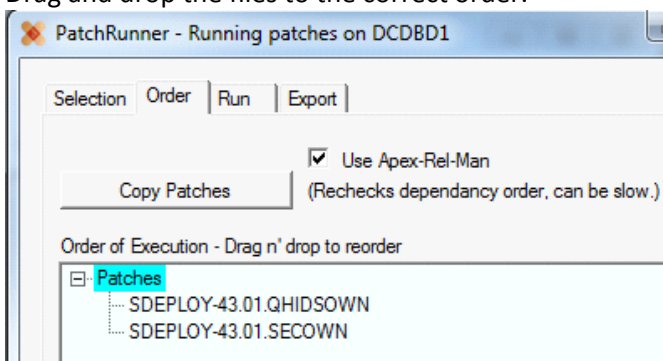 Drag and drop the files to the correct order.
PatchRunner - Running patches on DCDBD1
Selection Order Run Export
Use Apex-Rel-Man
Copy Patches (Rechecks dependancy order, can be slow.)
Order of Execution - Drag n' drop to reorder
Patches
SDEPLOY-43.01.QHIDSOWN
SDEPLOY-43.01.SECOWN